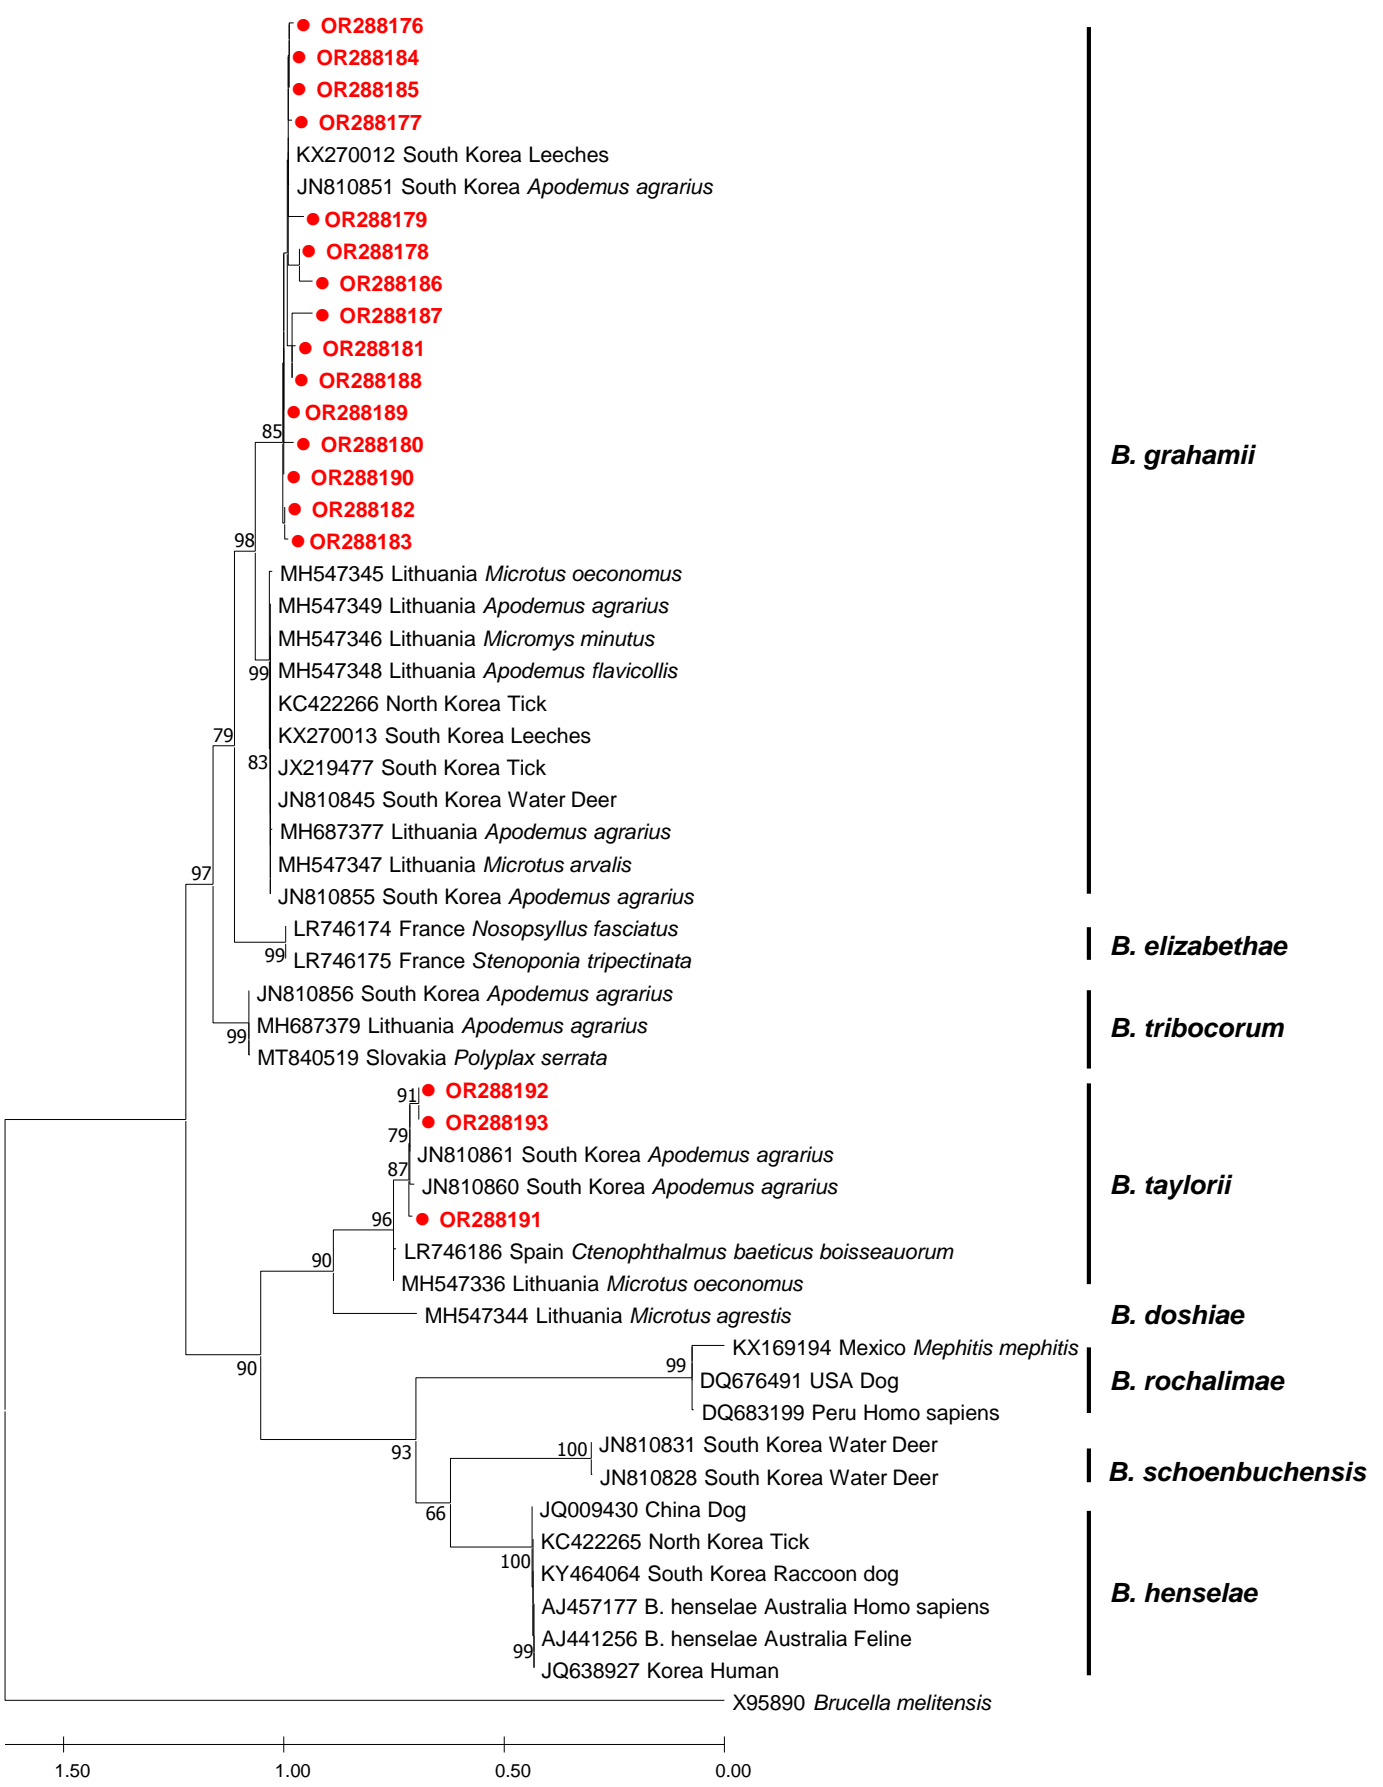 OR288176
OR288184
OR288185
OR288177
KX270012 South Korea Leeches
JN810851 South Korea Apodemus agrarius
OR288179
OR288178
OR288186
OR288187
OR288181
OR288188
OR288189
85
OR288180
B. grahamii
OR288190
OR288182
98
OR288183
MH547345 Lithuania Microtus oeconomus
MH547349 Lithuania Apodemus agrarius
MH547346 Lithuania Micromys minutus
99
MH547348 Lithuania Apodemus flavicollis
KC422266 North Korea Tick
79
KX270013 South Korea Leeches
83
JX219477 South Korea Tick
JN810845 South Korea Water Deer
MH687377 Lithuania Apodemus agrarius
97
MH547347 Lithuania Microtus arvalis
JN810855 South Korea Apodemus agrarius
LR746174 France Nosopsyllus fasciatus
B. elizabethae
99
LR746175 France Stenoponia tripectinata
JN810856 South Korea Apodemus agrarius
MH687379 Lithuania Apodemus agrarius
B. tribocorum
99
MT840519 Slovakia Polyplax serrata
91
OR288192
OR288193
79
JN810861 South Korea Apodemus agrarius
87
JN810860 South Korea Apodemus agrarius
B. taylorii
96
OR288191
90
LR746186 Spain Ctenophthalmus baeticus boisseauorum
MH547336 Lithuania Microtus oeconomus
MH547344 Lithuania Microtus agrestis
B. doshiae
KX169194 Mexico Mephitis mephitis
90
99
DQ676491 USA Dog
B. rochalimae
DQ683199 Peru Homo sapiens
93
100
JN810831 South Korea Water Deer
JN810828 South Korea Water Deer
B. schoenbuchensis
66
JQ009430 China Dog
KC422265 North Korea Tick
100
KY464064 South Korea Raccoon dog
B. henselae
AJ457177 B. henselae Australia Homo sapiens
AJ441256 B. henselae Australia Feline
99
JQ638927 Korea Human
X95890 Brucella melitensis
1.50 1.00 0.50 0.00